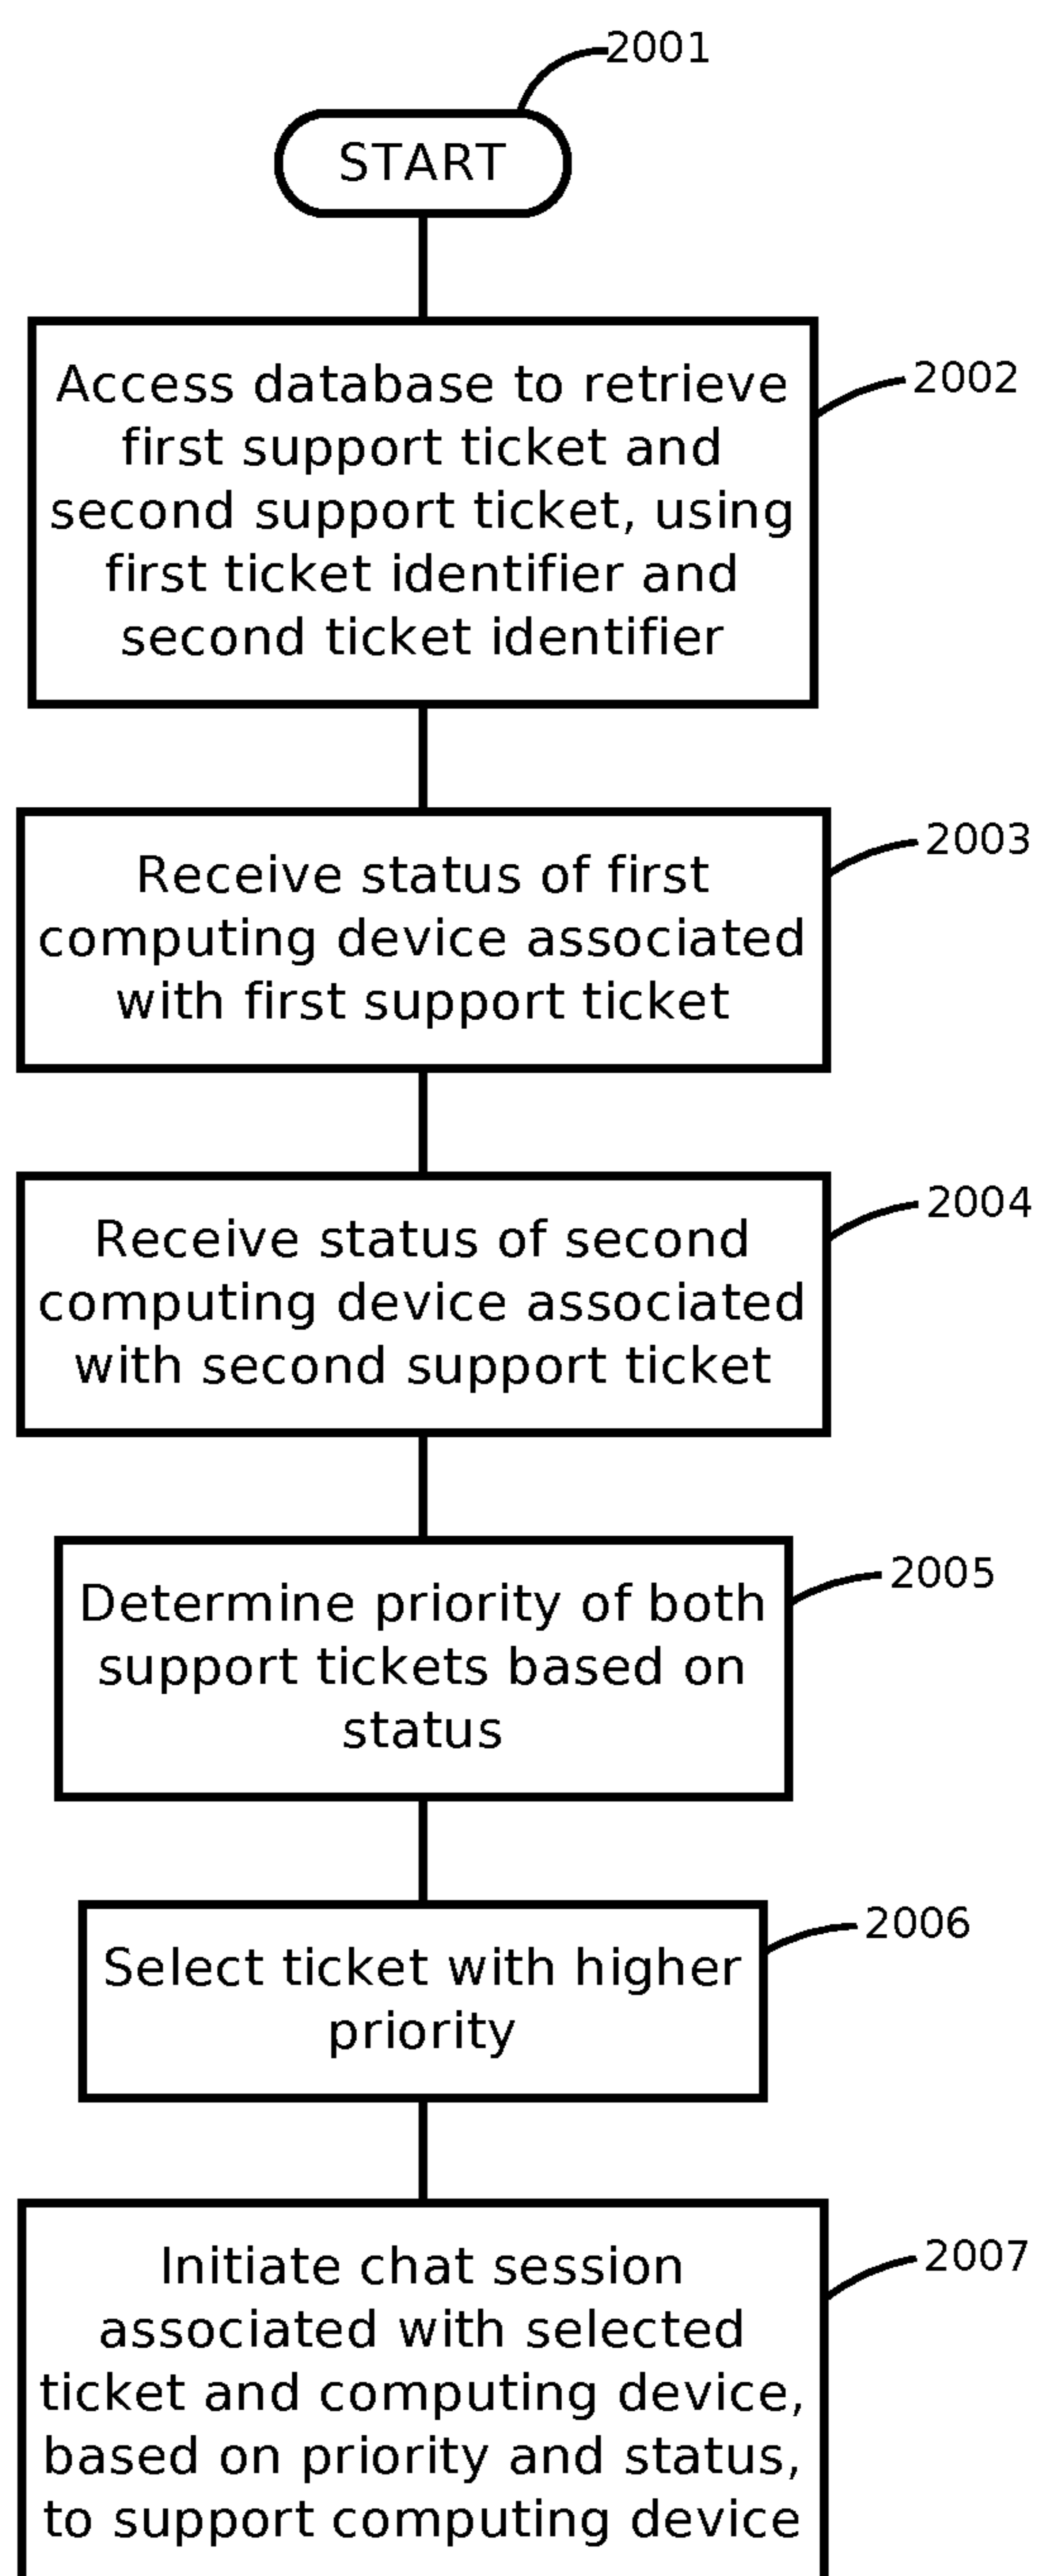 2001
START
Access database to retrieve
first support ticket and
second support ticket, using
first ticket identifier and
second ticket identifier
2002
Receive status of first
computing device associated
with first support ticket
2003
Receive status of second
computing device associated
with second support ticket
2004
Determine priority of both
support tickets based on
status
2005
Select ticket with higher
priority
2006
Initiate chat session
associated with selected
ticket and computing device,
based on priority and status,
to support computing device
2007